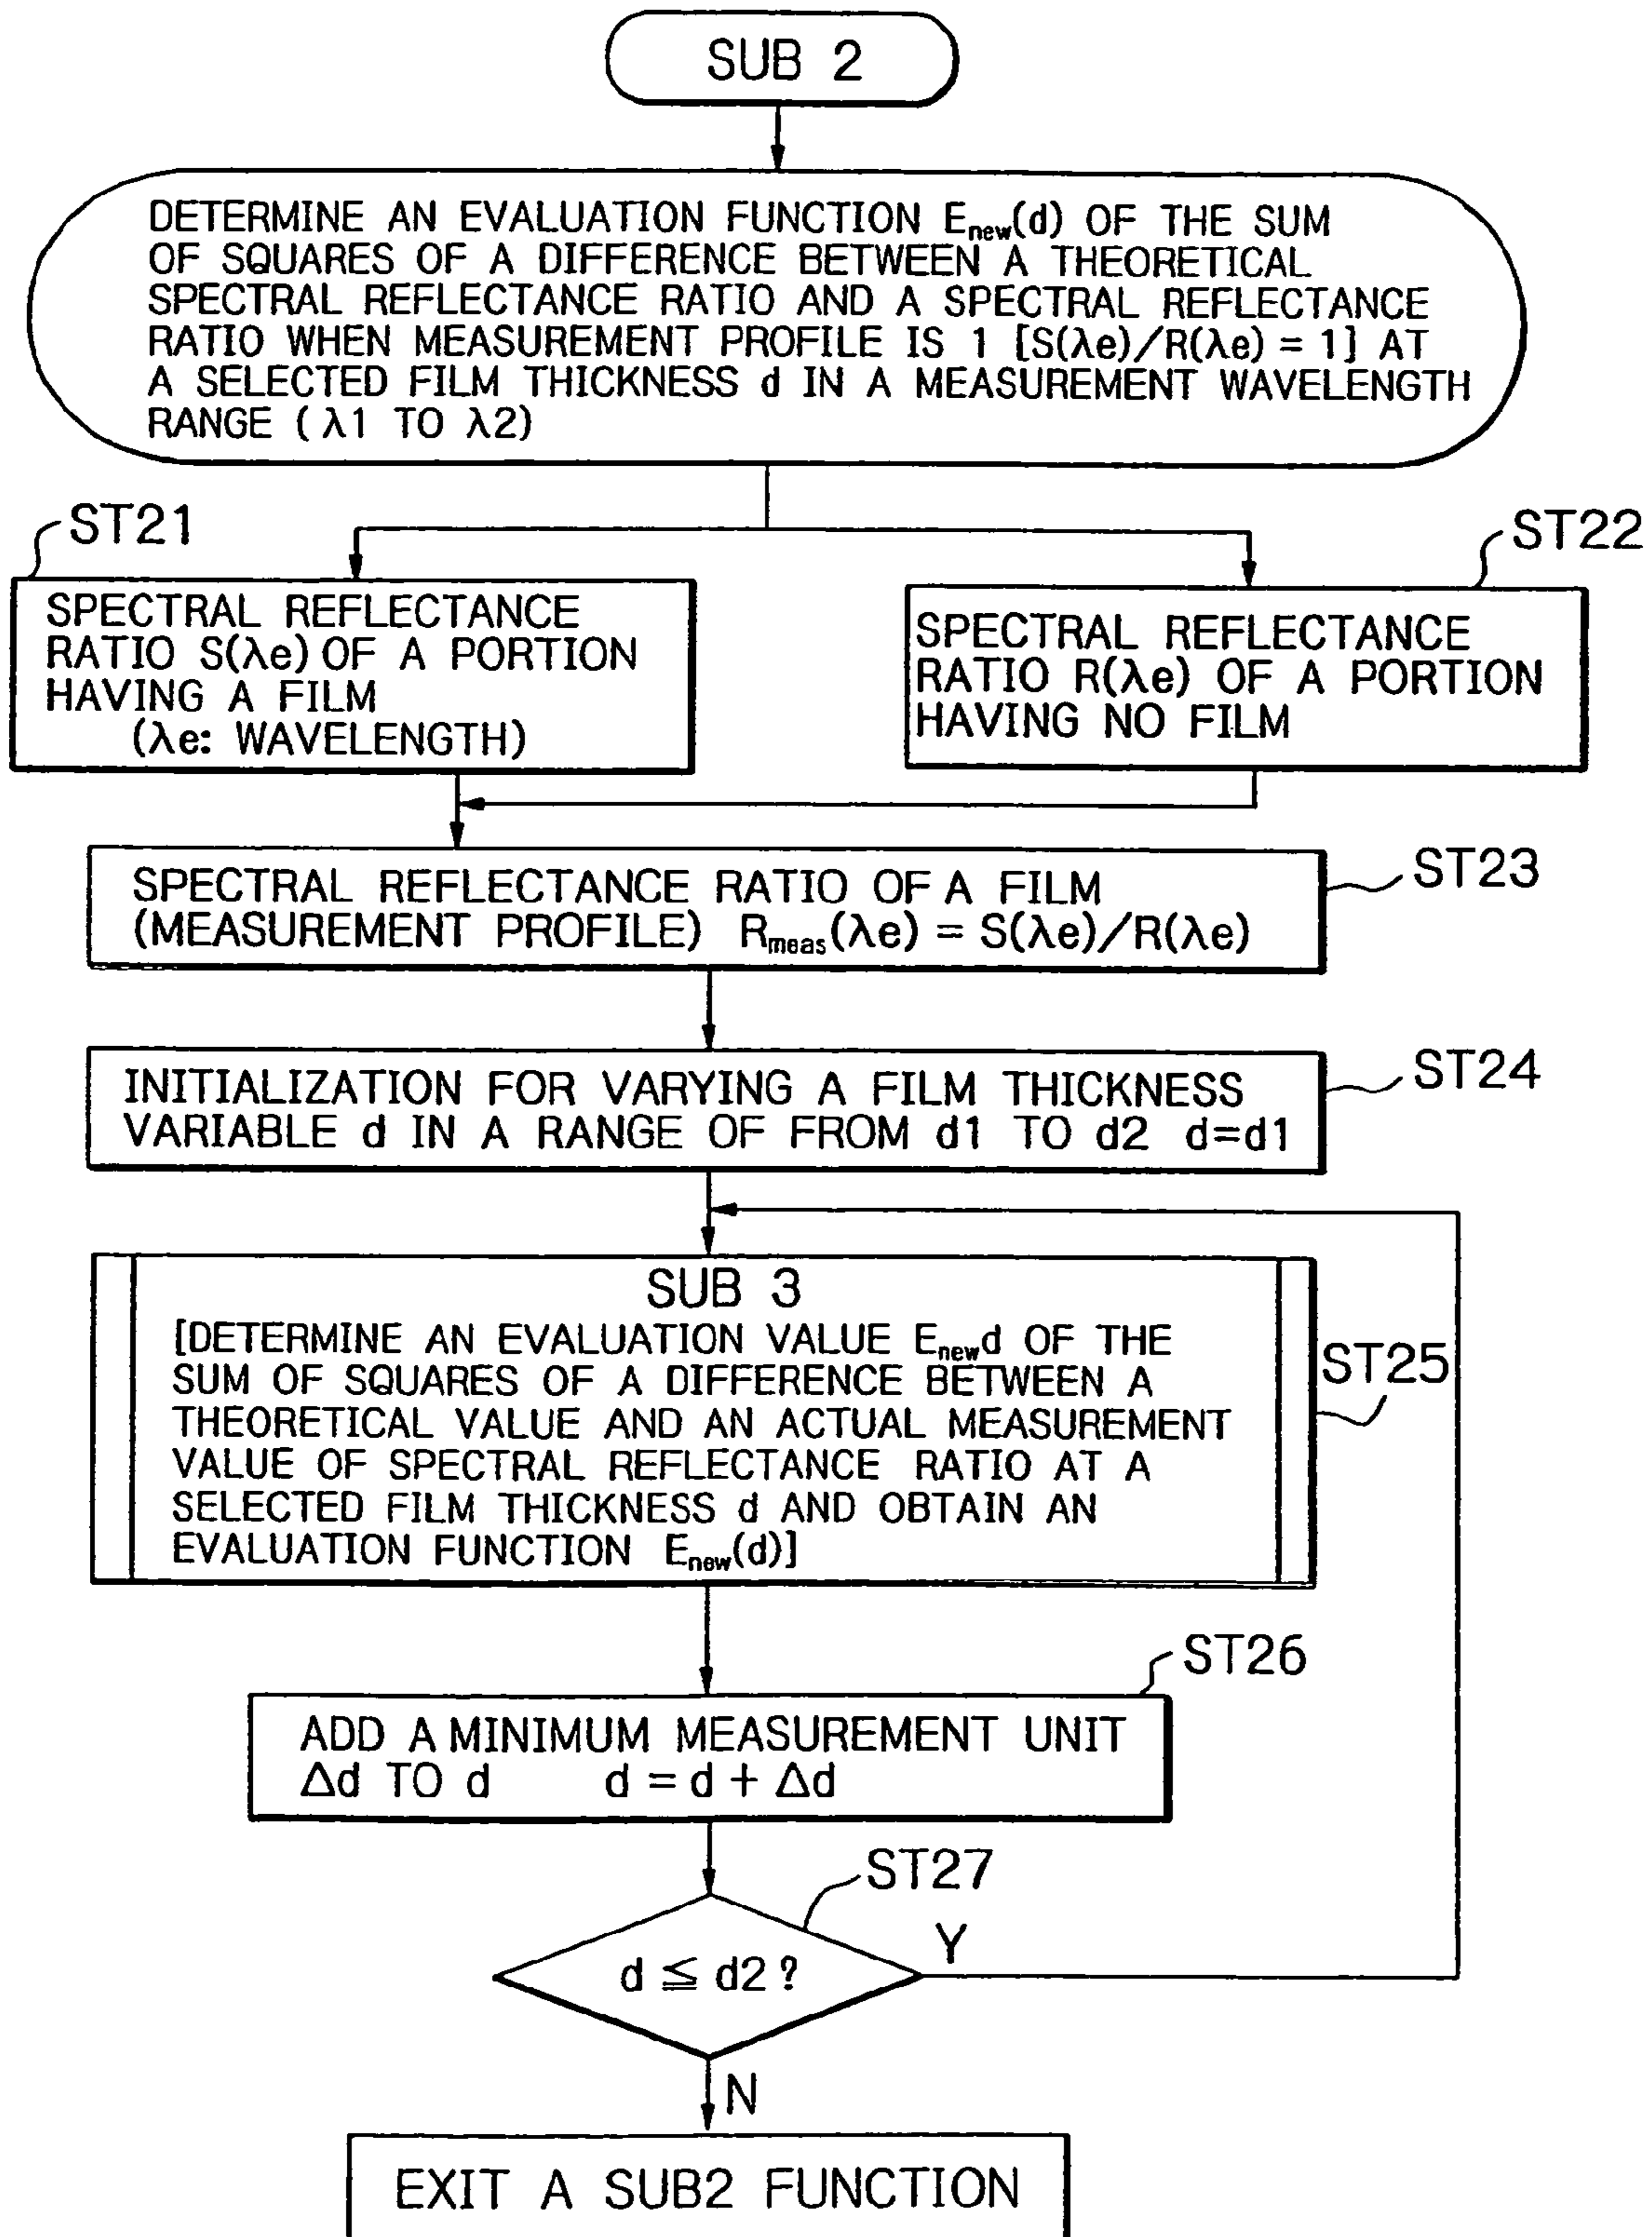 SUB 2
DETERMINE AN EVALUATION FUNCTION Enew(d) OF THE SUM
OF SQUARES OF A DIFFERENCE BETWEEN A THEORETICAL
SPECTRAL REFLECTANCE RATIO AND A SPECTRAL REFLECTANCE
RATIO WHEN MEASUREMENT PROFILE IS 1 [S(λe)/R(λe) = 1] AT
A SELECTED FILM THICKNESS d IN A MEASUREMENT WAVELENGTH
RANGE (λ1 TO λ2)
ST21
SPECTRAL REFLECTANCE
RATIO S(λe) OF A PORTION
HAVING A FILM
(λe: WAVELENGTH)
ST22
SPECTRAL REFLECTANCE
RATIO R(λe) OF A PORTION
HAVING NO FILM
ST23
SPECTRAL REFLECTANCE RATIO OF A FILM
(MEASUREMENT PROFILE) Rmeas(λe) = S(λe)/R(λe)
ST24
INITIALIZATION FOR VARYING A FILM THICKNESS
VARIABLE d IN A RANGE OF FROM d1 TO d2 d=d1
SUB 3
[DETERMINE AN EVALUATION VALUE Enewd OF THE
SUM OF SQUARES OF A DIFFERENCE BETWEEN A
THEORETICAL VALUE AND AN ACTUAL MEASUREMENT
VALUE OF SPECTRAL REFLECTANCE RATIO AT A
SELECTED FILM THICKNESS d AND OBTAIN AN
EVALUATION FUNCTION Enew(d)]
ST25
ST26
ADD A MINIMUM MEASUREMENT UNIT
Δd TO d d = d + Δd
ST27
d ≦ d2 ?
Y
N
EXIT A SUB2 FUNCTION